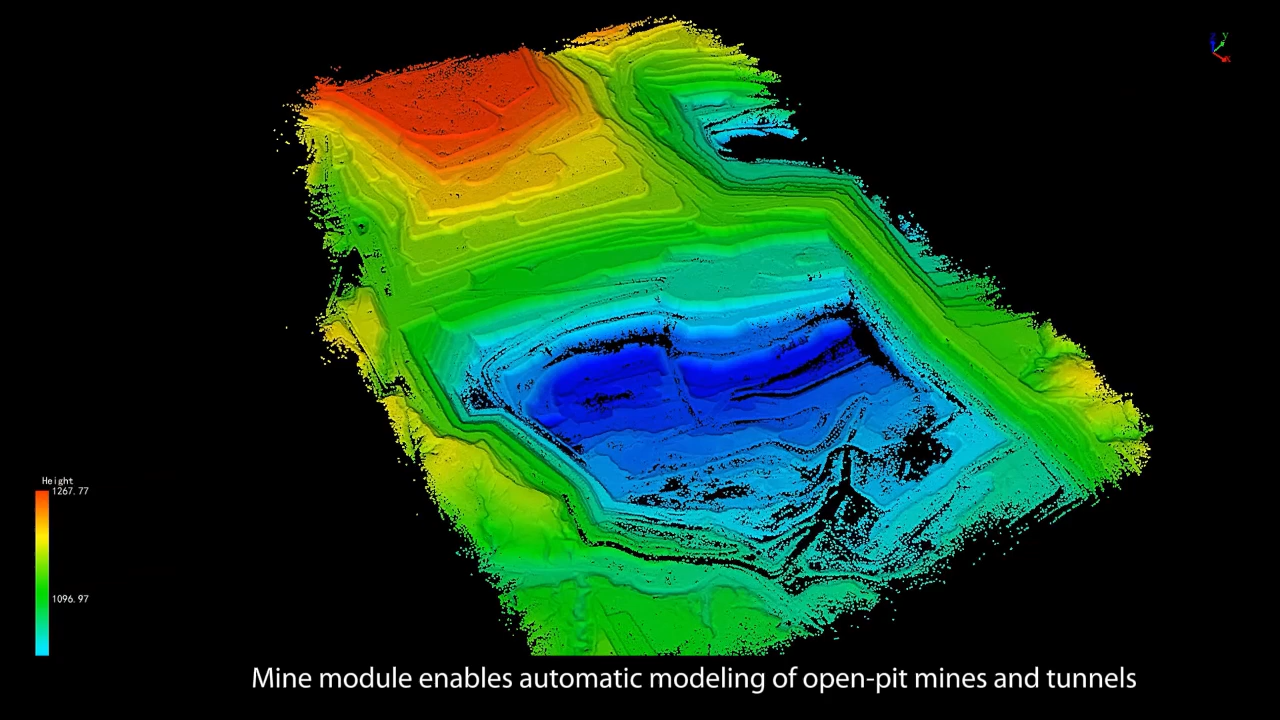 Height
1267.77
1096.97
Mine module enables automatic modeling of open-pit mines and tunnels